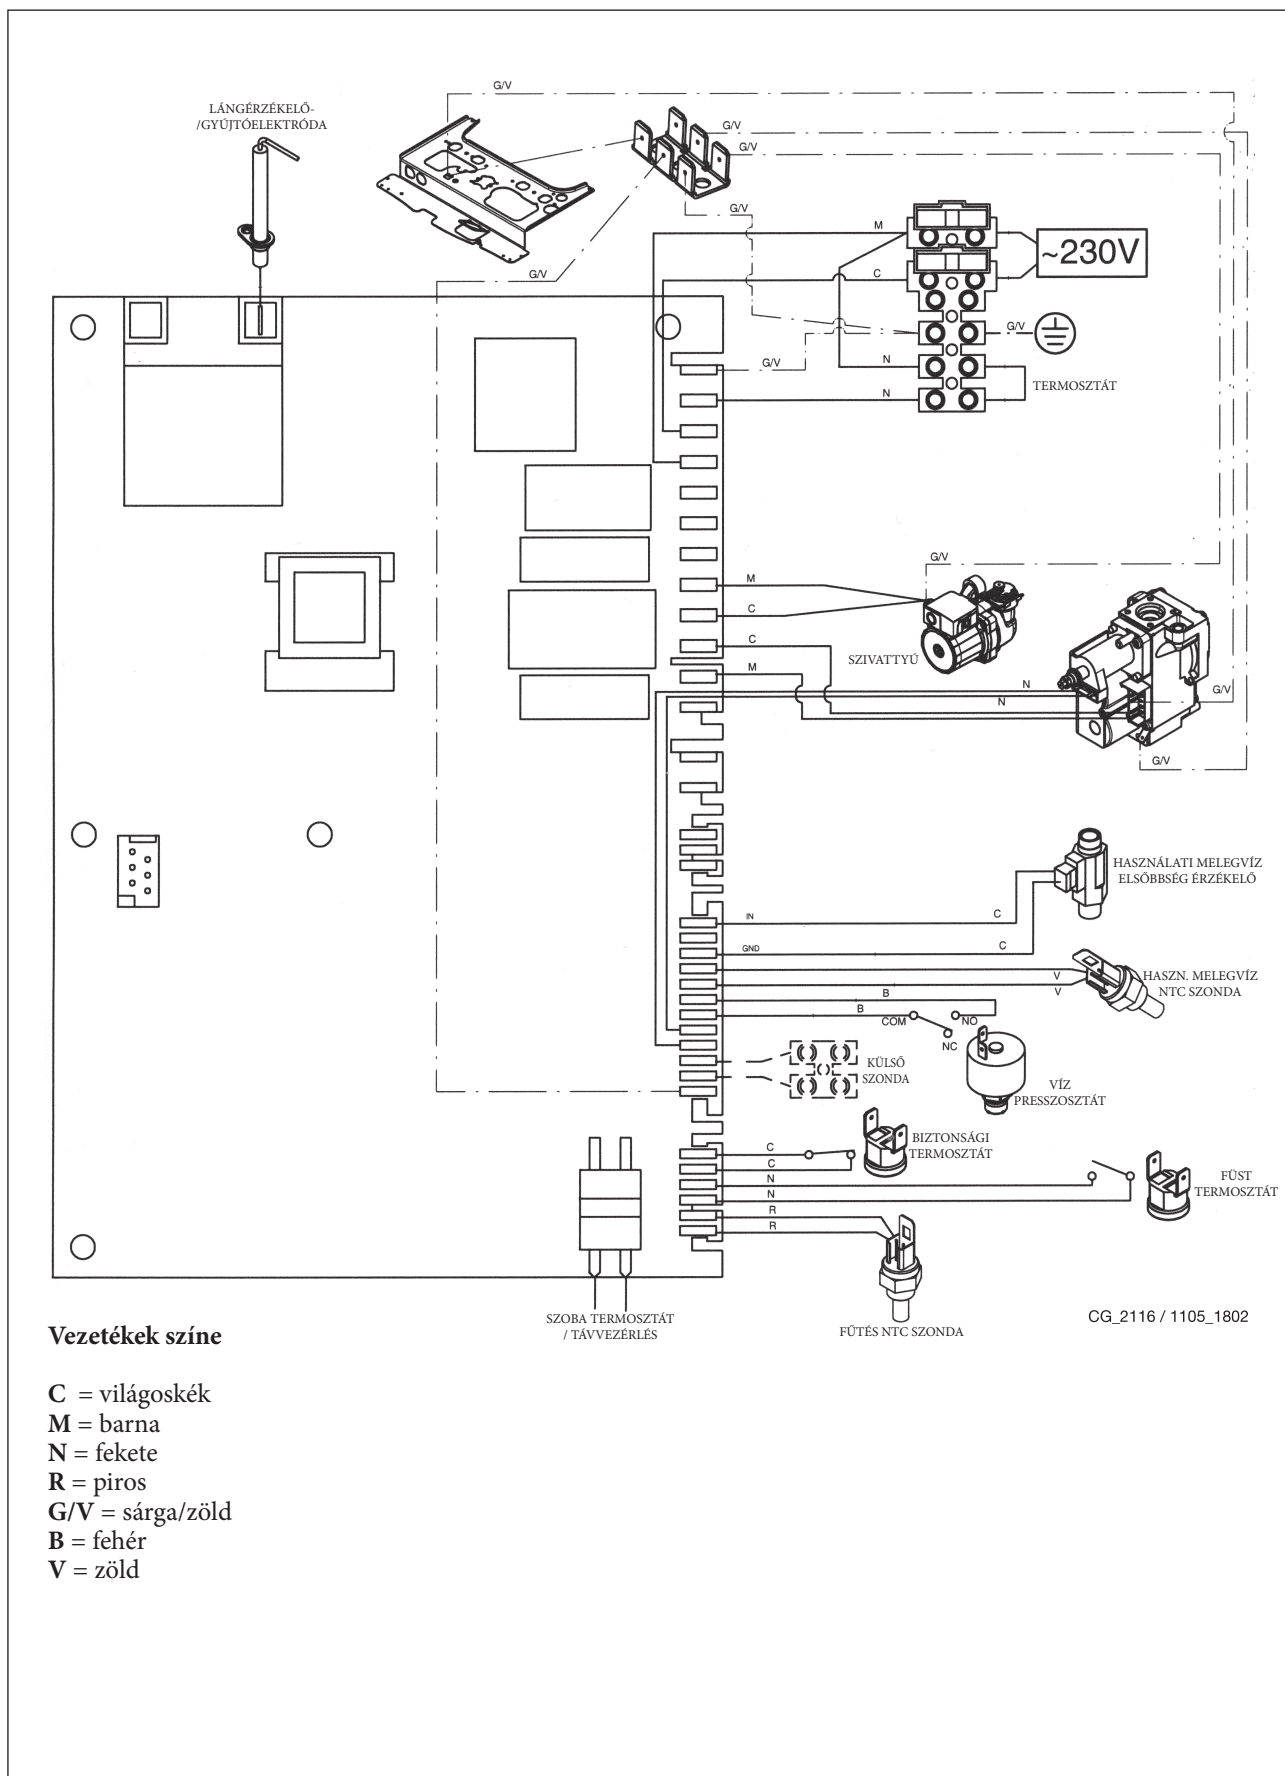 G/V
LÁNGÉRZÉKELŐ-
/GYÚJTÓELEKTRÓDA
G/V
G/V
G/V
M
~230V
G/V
C
G/V
G/V
N
TERMOSZTÁT
N
G/V
M
C
C
SZIVATTYÚ
M
N
G/V
N
G/V
HASZNÁLATI MELEGVÍZ
ELSŐBBSÉG ÉRZÉKELŐ
IN
C
GND
C
V
HASZN. MELEGVÍZ
NTC SZONDA
V
B
B
COM
NO
NC
KÜLSŐ
SZONDA
VÍZ
PRESSZOSZTÁT
BIZTONSÁGI
TERMOSZTÁT
C
C
N
N
FÜST
TERMOSZTÁT
R
R
SZOBA TERMOSZTÁT
/ TÁVVEZÉRLÉS
FŰTÉS NTC SZONDA
CG_2116 / 1105_1802
Vezetékek színe
C = világoskék
M = barna
N = fekete
R = piros
G/V = sárga/zöld
B = fehér
V = zöld